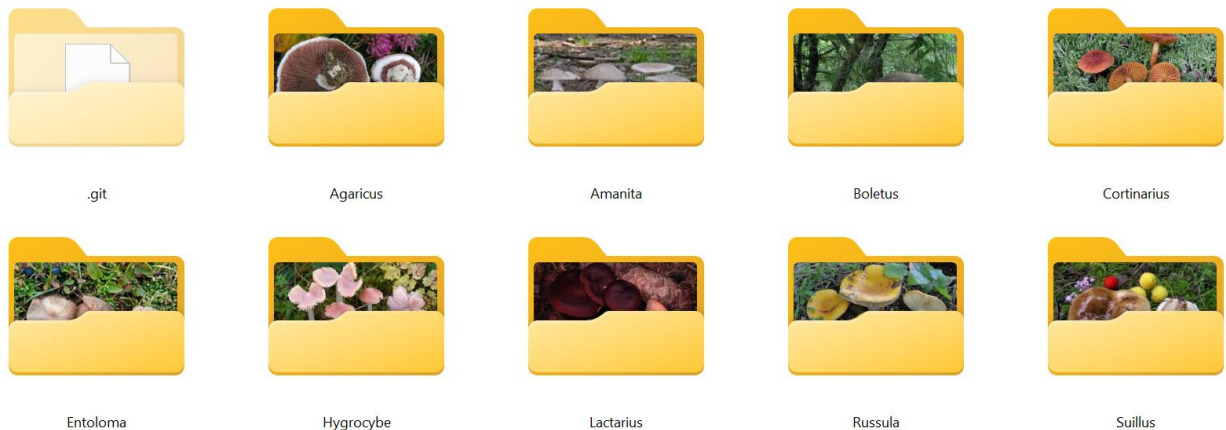 .git
Agaricus
Amanita
Boletus
Cortinarius
Entoloma
Hygrocybe
Lactarius
Russula
Suillus